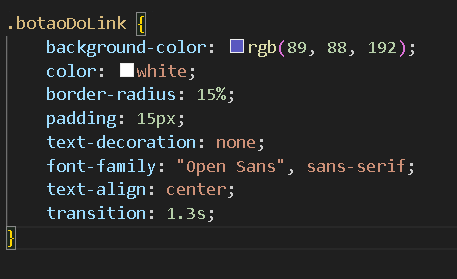 .botaoDoLink {
    background-color: rgb(89, 88, 192);
    color: white;
    border-radius: 15%;
    padding: 15px;
    text-decoration: none;
    font-family: "Open Sans", sans-serif;
    text-align: center;
    transition: 1.3s;
}